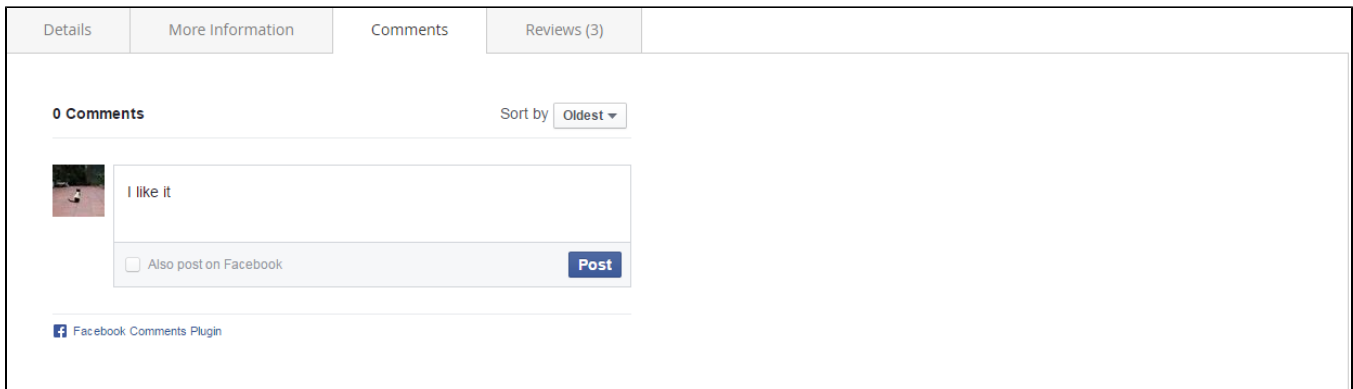 Details More Information Comments Reviews (3)
0 Comments Sort by Oldest
I like it
Also post on Facebook Post
Facebook Comments Plugin